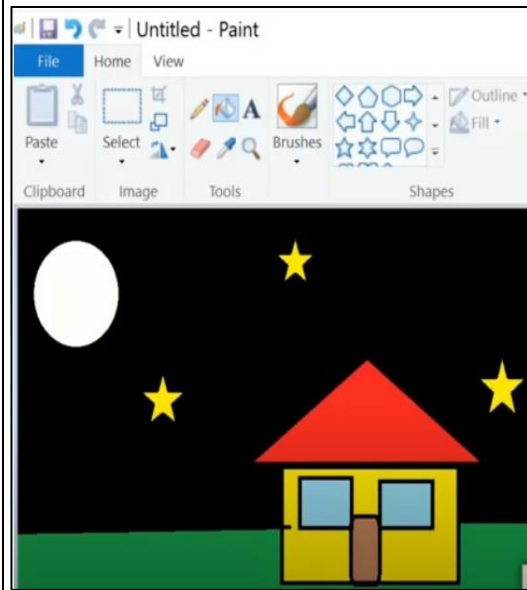 Untitled - Paint
File Home View
Paste Select A Brushes Outline Fill
Clipboard Image Tools Shapes